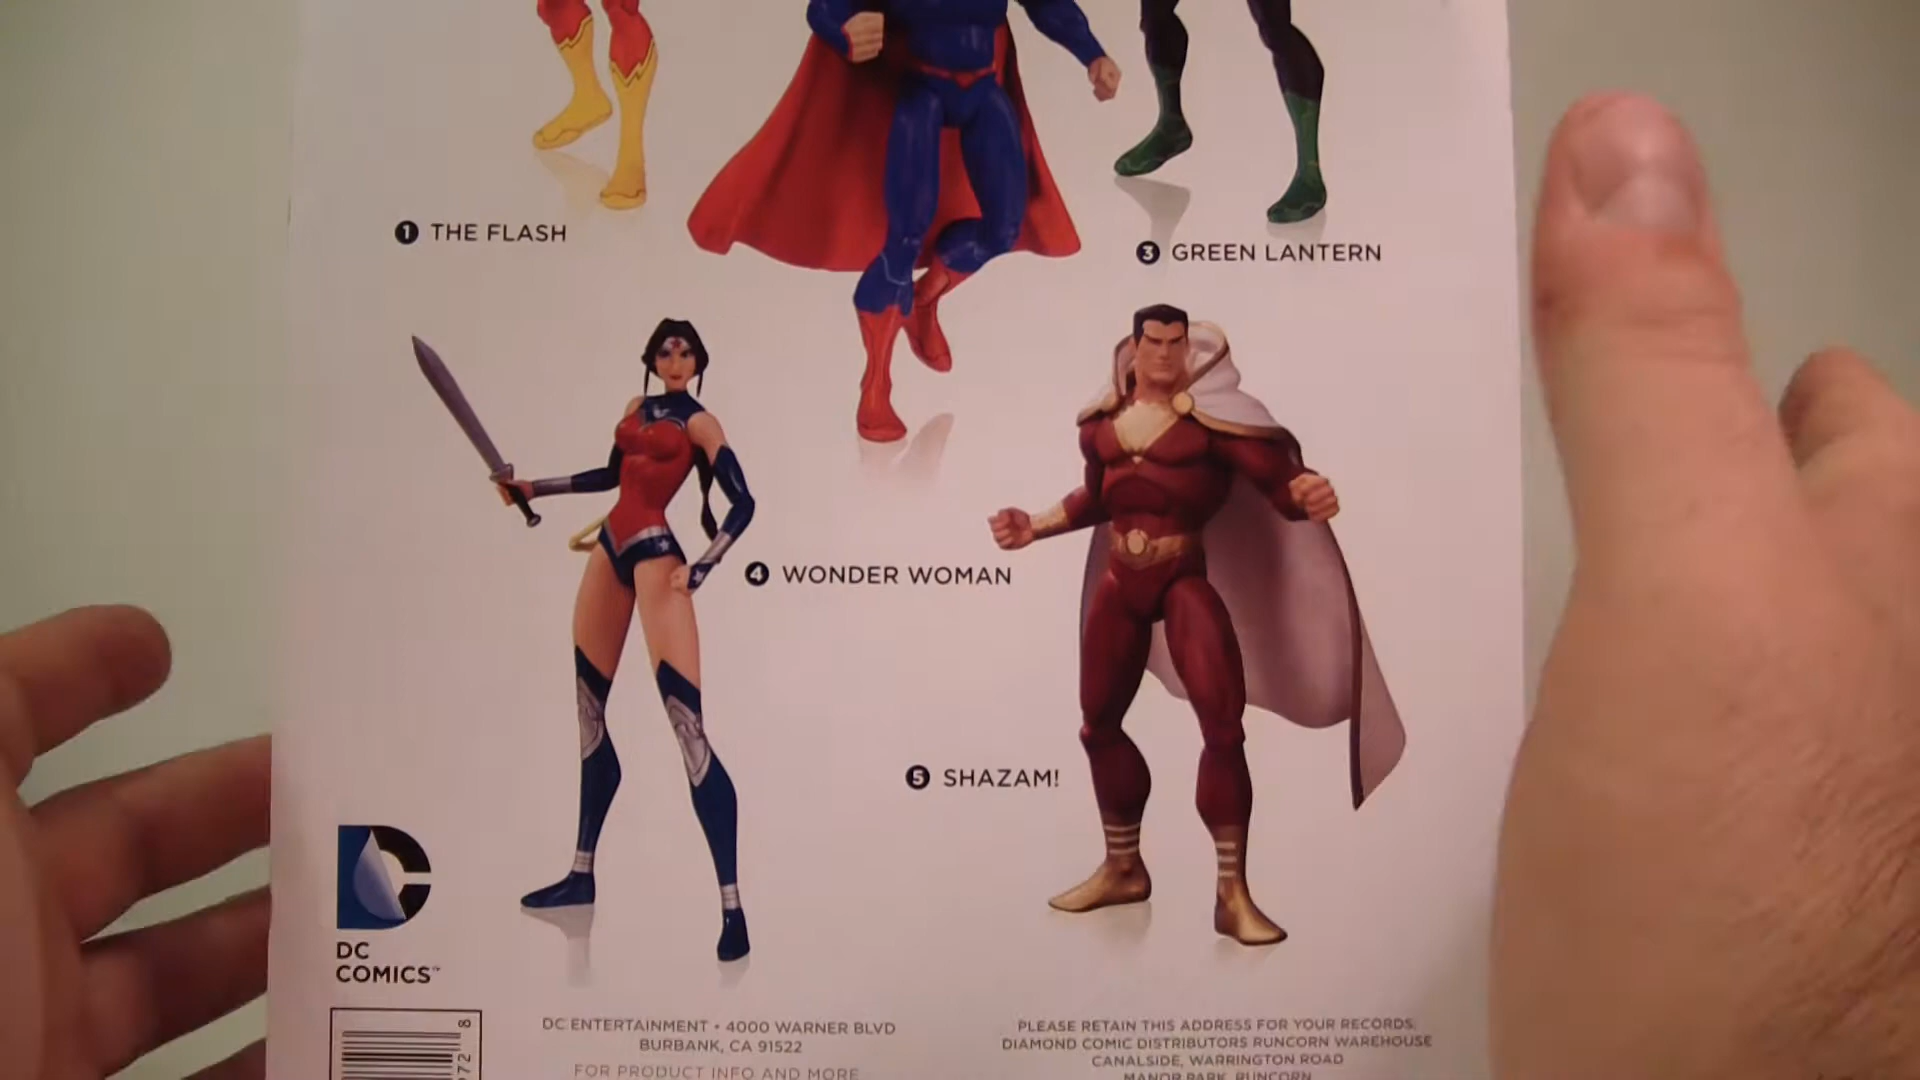 1 THE FLASH
3 GREEN LANTERN
4 WONDER WOMAN
5 SHAZAM!
DC
COMICS™
DC ENTERTAINMENT • 4000 WARNER BLVD
BURBANK, CA 91522
FOR PRODUCT INFO AND MORE
PLEASE RETAIN THIS ADDRESS FOR YOUR RECORDS.
DIAMOND COMIC DISTRIBUTORS RUNCORN WAREHOUSE
CANALSIDE, WARRINGTON ROAD
MANOR PARK, RUNCORN